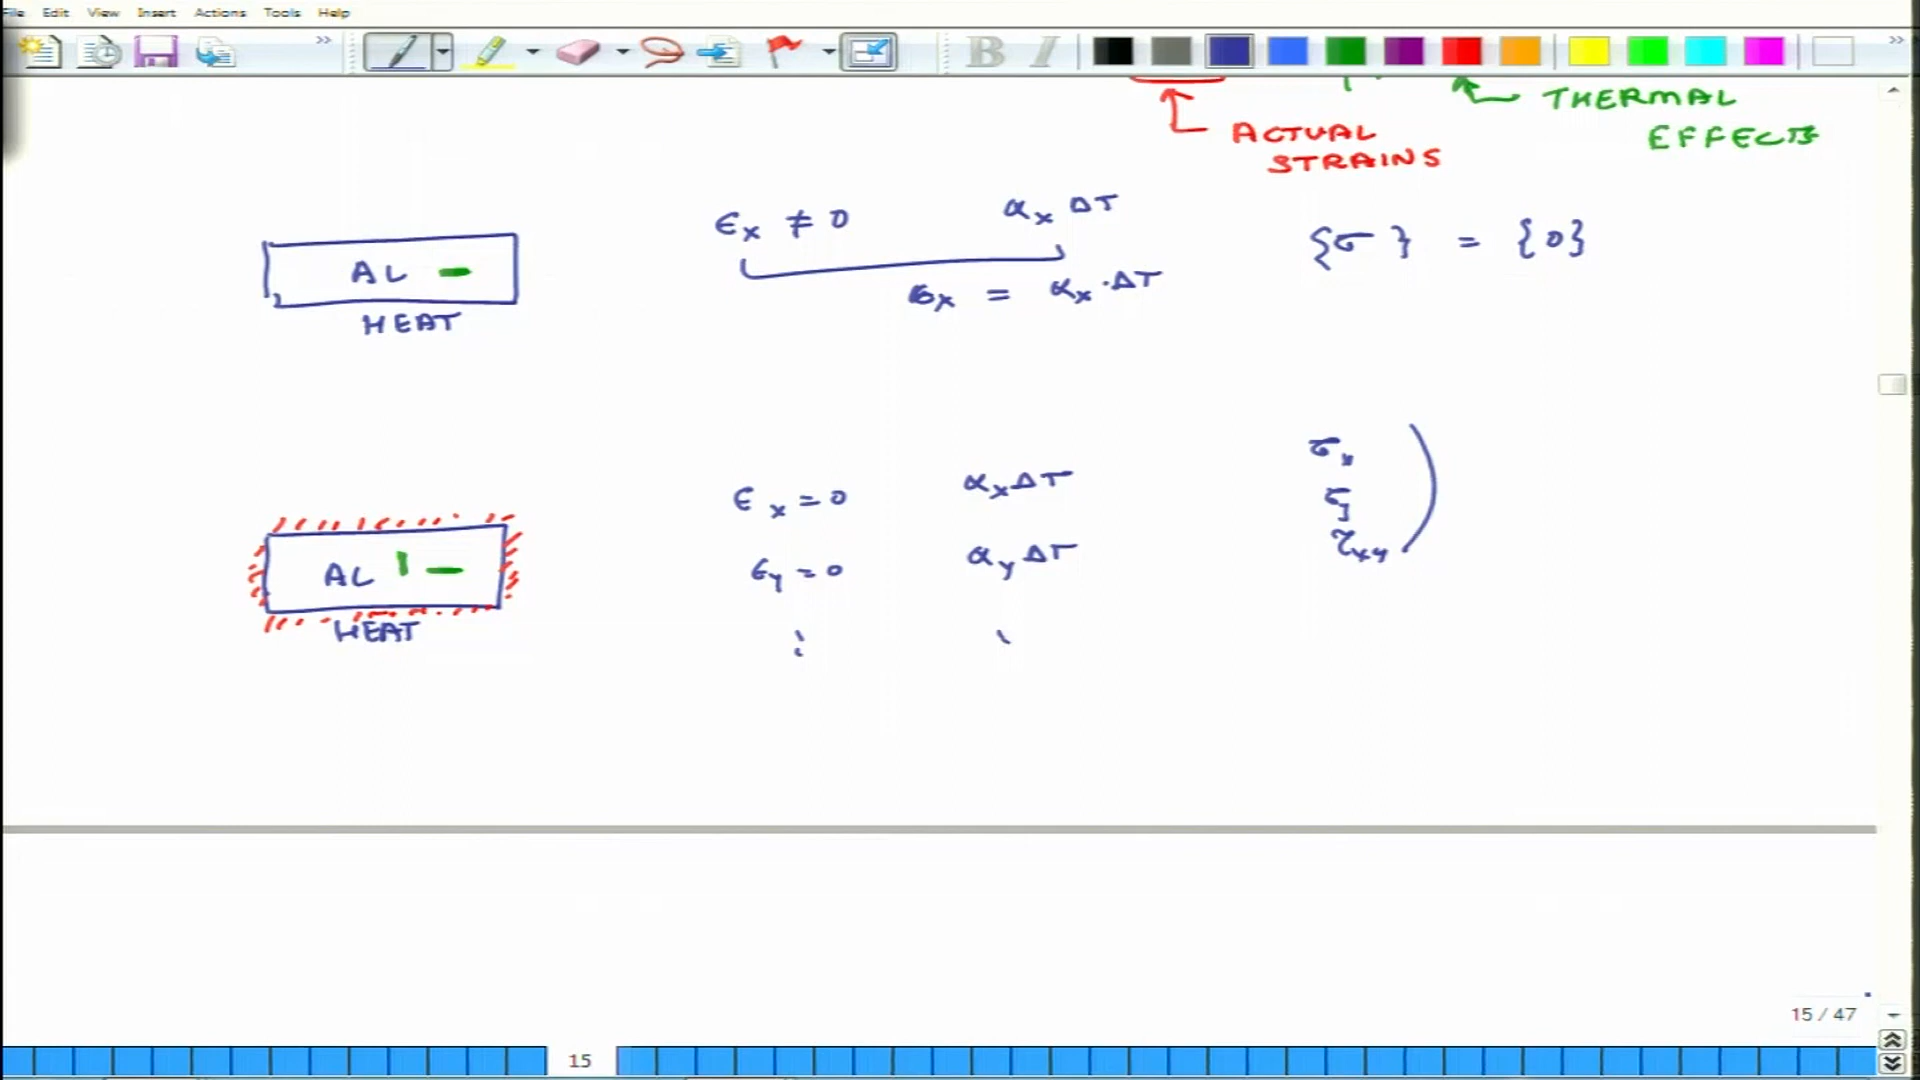 File Edit View Insert Actions Tools Help
B I
THERMAL
EFFECTS
ACTUAL
STRAINS
ϵx ≠ 0 αx ΔT {σ} = {0}
AL
ϵx = αx · ΔT
HEAT
σx
ϵx = 0 αx ΔT
σy
τxy
ϵy = 0 αy ΔT
AL
HEAT
15 / 47
15